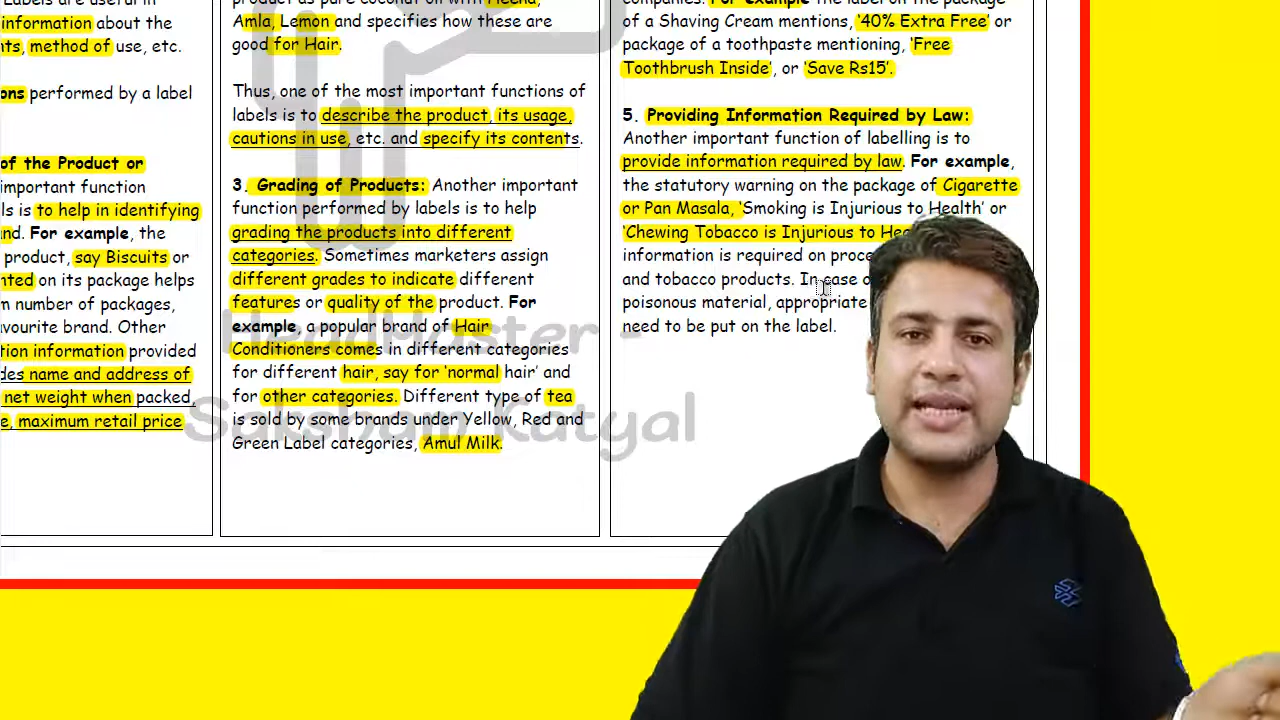 Labels are useful in
information about the
nts, method of use, etc.
ons performed by a label
of the Product or
important function
ls is to help in identifying
nd. For example, the
product, say Biscuits or
nted on its package helps
m number of packages,
avourite brand. Other
tion information provided
des name and address of
net weight when packed,
e, maximum retail price
product as pure coconut oil with Heena,
Amla, Lemon and specifies how these are
good for Hair.
Thus, one of the most important functions of
labels is to describe the product, its usage,
cautions in use, etc. and specify its contents.
3. Grading of Products: Another important
function performed by labels is to help
grading the products into different
categories. Sometimes marketers assign
different grades to indicate different
features or quality of the product. For
example, a popular brand of Hair
Conditioners comes in different categories
for different hair, say for 'normal hair' and
for other categories. Different type of tea
is sold by some brands under Yellow, Red and
Green Label categories, Amul Milk.
companies. For example the label on the package
of a Shaving Cream mentions, '40% Extra Free' or
package of a toothpaste mentioning, 'Free
Toothbrush Inside', or 'Save Rs15'.
5. Providing Information Required by Law:
Another important function of labelling is to
provide information required by law. For example,
the statutory warning on the package of Cigarette
or Pan Masala, 'Smoking is Injurious to Health' or
'Chewing Tobacco is Injurious to
information is required on
and tobacco products. In case
poisonous material, appropriate
need to be put on the label.
HeadMaster -
Saksham Katyal